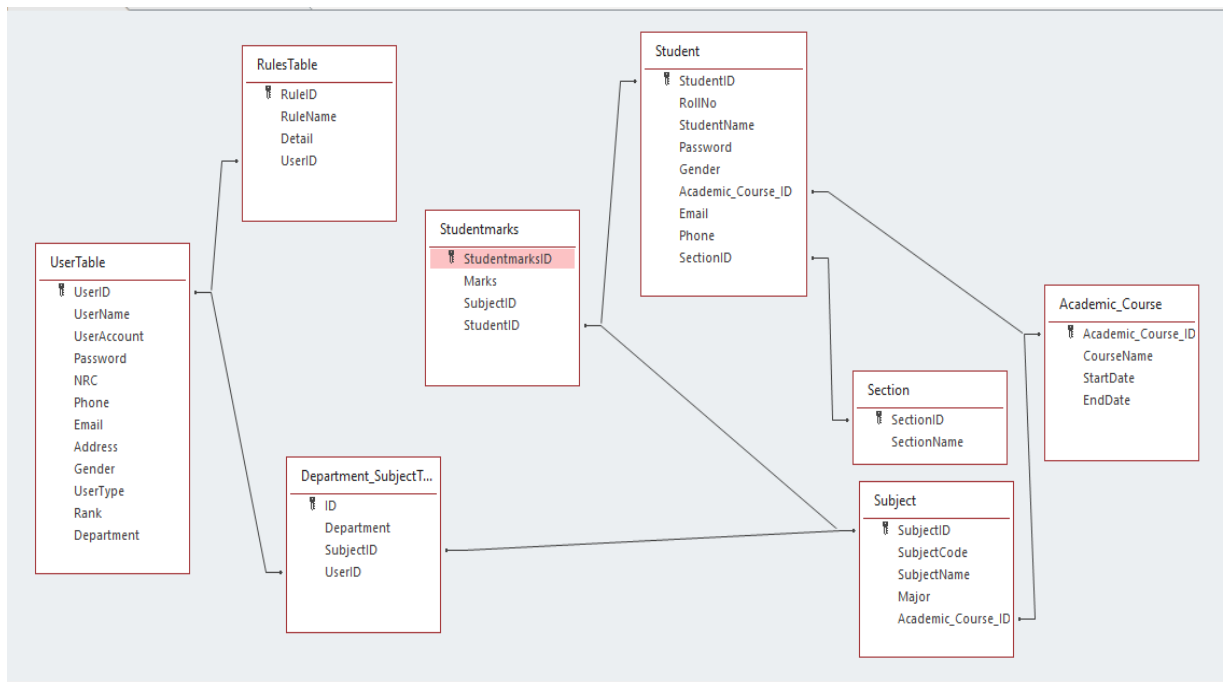 RulesTable
RuleID
RuleName
Detail
UserID
Student
StudentID
RollNo
StudentName
Password
Gender
Academic_Course_ID
Email
Phone
SectionID
Studentmarks
StudentmarksID
Marks
SubjectID
StudentID
UserTable
UserID
UserName
UserAccount
Password
NRC
Phone
Email
Address
Gender
UserType
Rank
Department
Academic_Course
Academic_Course_ID
CourseName
StartDate
EndDate
Section
SectionID
SectionName
Department_SubjectT...
ID
Department
SubjectID
UserID
Subject
SubjectID
SubjectCode
SubjectName
Major
Academic_Course_ID